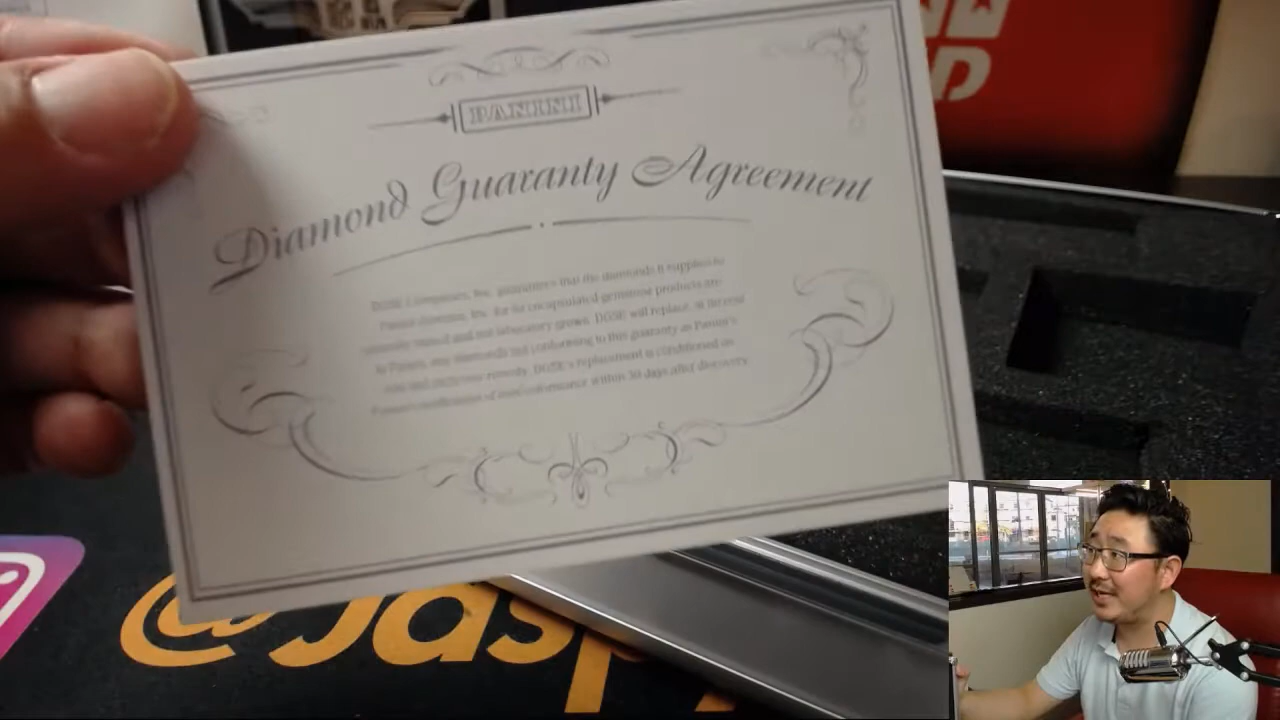 PANINI
Diamond Guaranty Agreement
DGSE Companies, Inc. guarantees that the diamonds it supplies to
Panini America, Inc. for its encapsulated gemstone products are
naturally mined and not laboratory grown. DGSE will replace, at no cost
to Panini, any diamonds not conforming to this guaranty as Panini's
sole and exclusive remedy. DGSE's replacement is conditioned on
Panini's notification of nonconformance within 30 days after discovery.
@Jasp